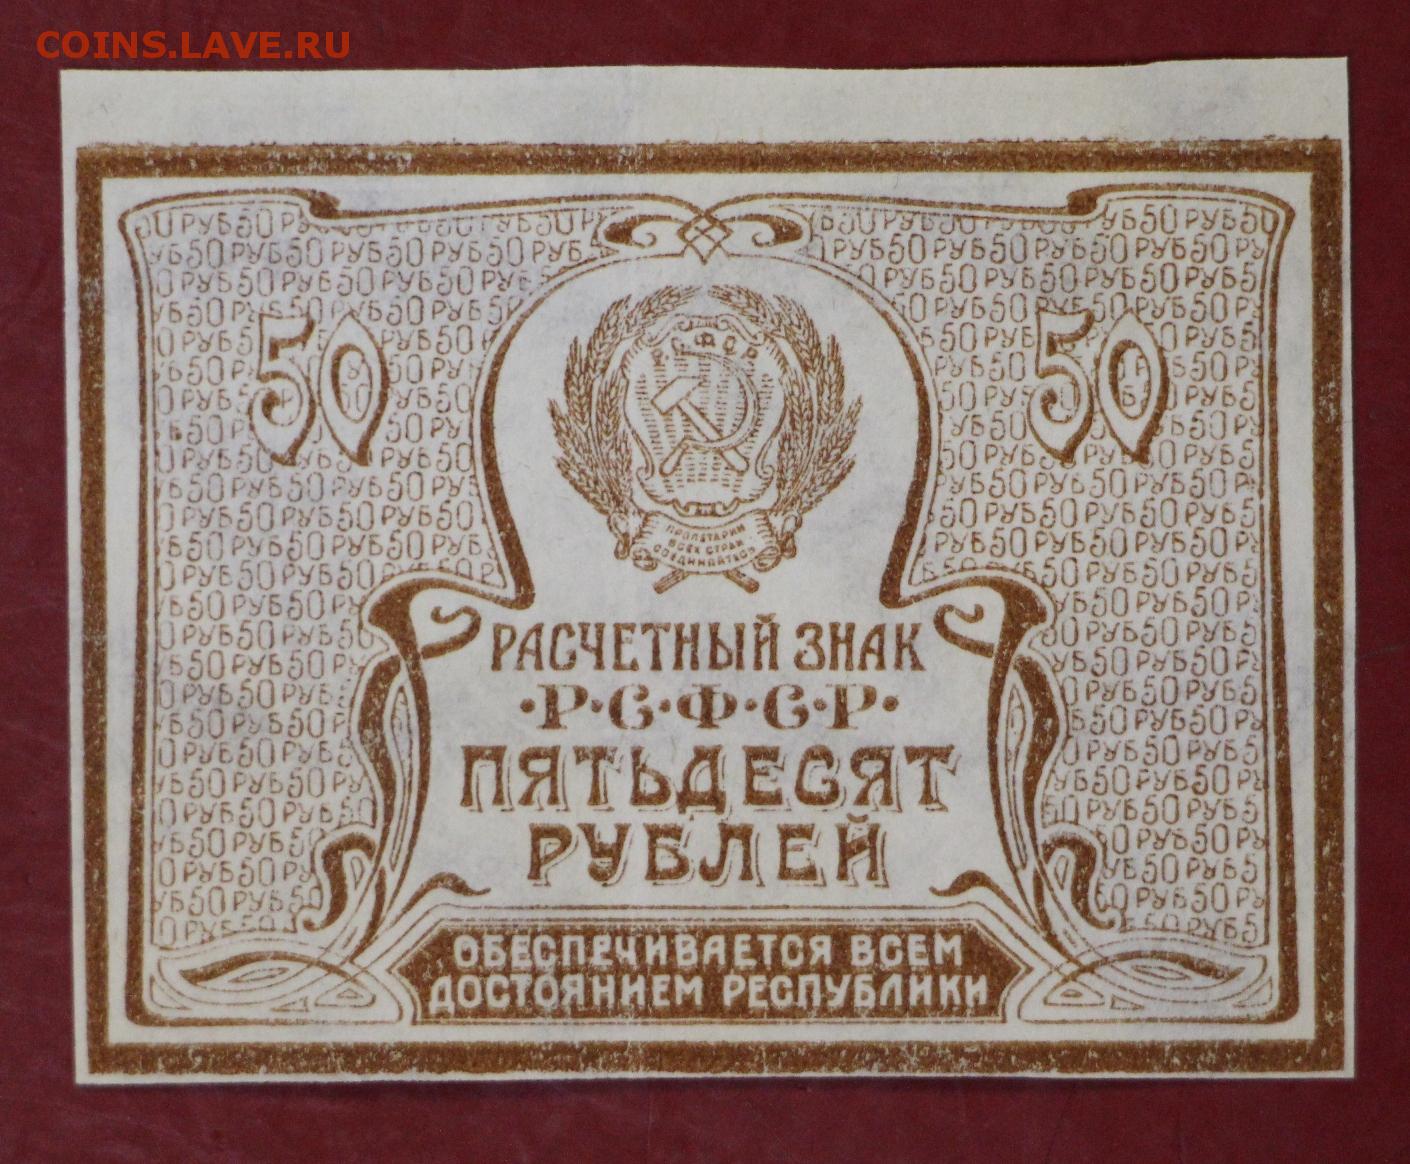 COINS.LAVE.RU
50
50
Р.С.Ф.С.Р.
ПРОЛЕТАРИИ
ВСЕХ СТРАН
СОЕДИНЯЙТЕСЬ
РАСЧЕТНЫЙ ЗНАК
·Р·С·Ф·С·Р·
ПЯТЬДЕСЯТ
РУБЛЕЙ
ОБЕСПЕЧИВАЕТСЯ ВСЕМ
ДОСТОЯНИЕМ РЕСПУБЛИКИ